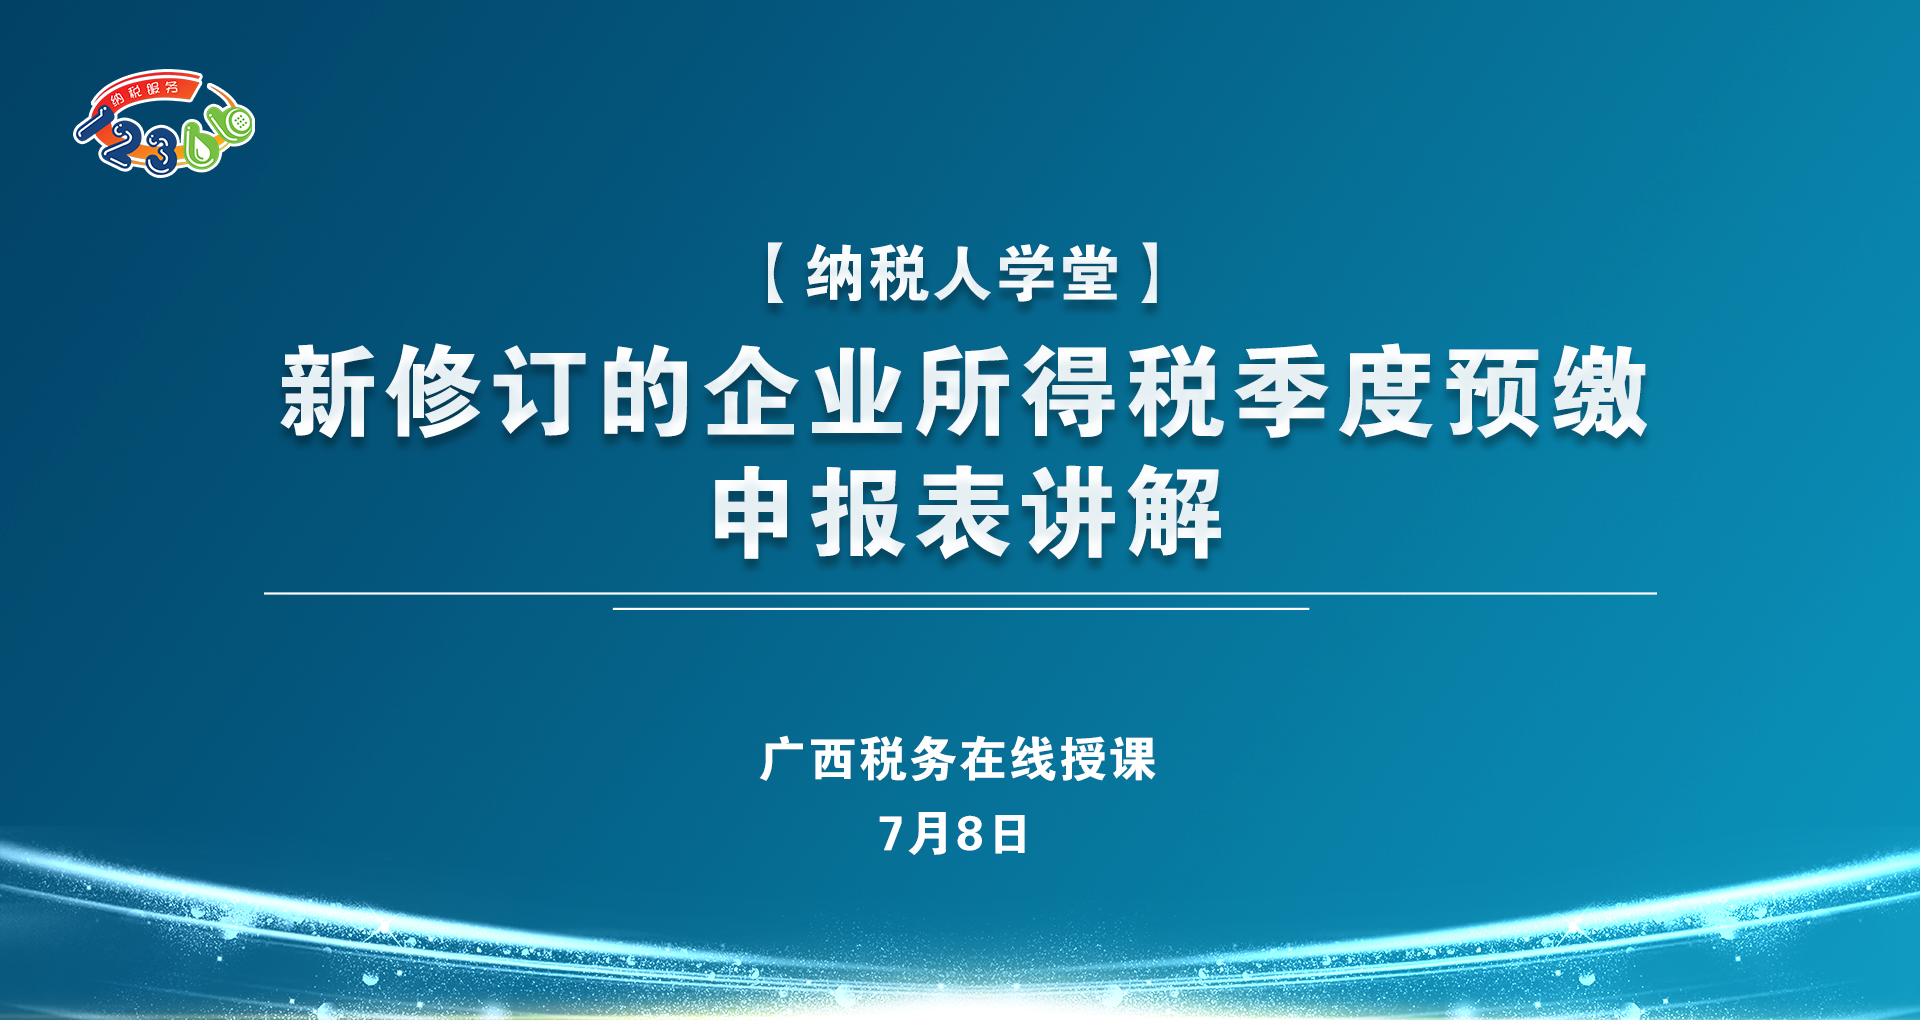 纳税服务
12366
【纳税人学堂】
新修订的企业所得税季度预缴
申报表讲解
广西税务在线授课
7月8日